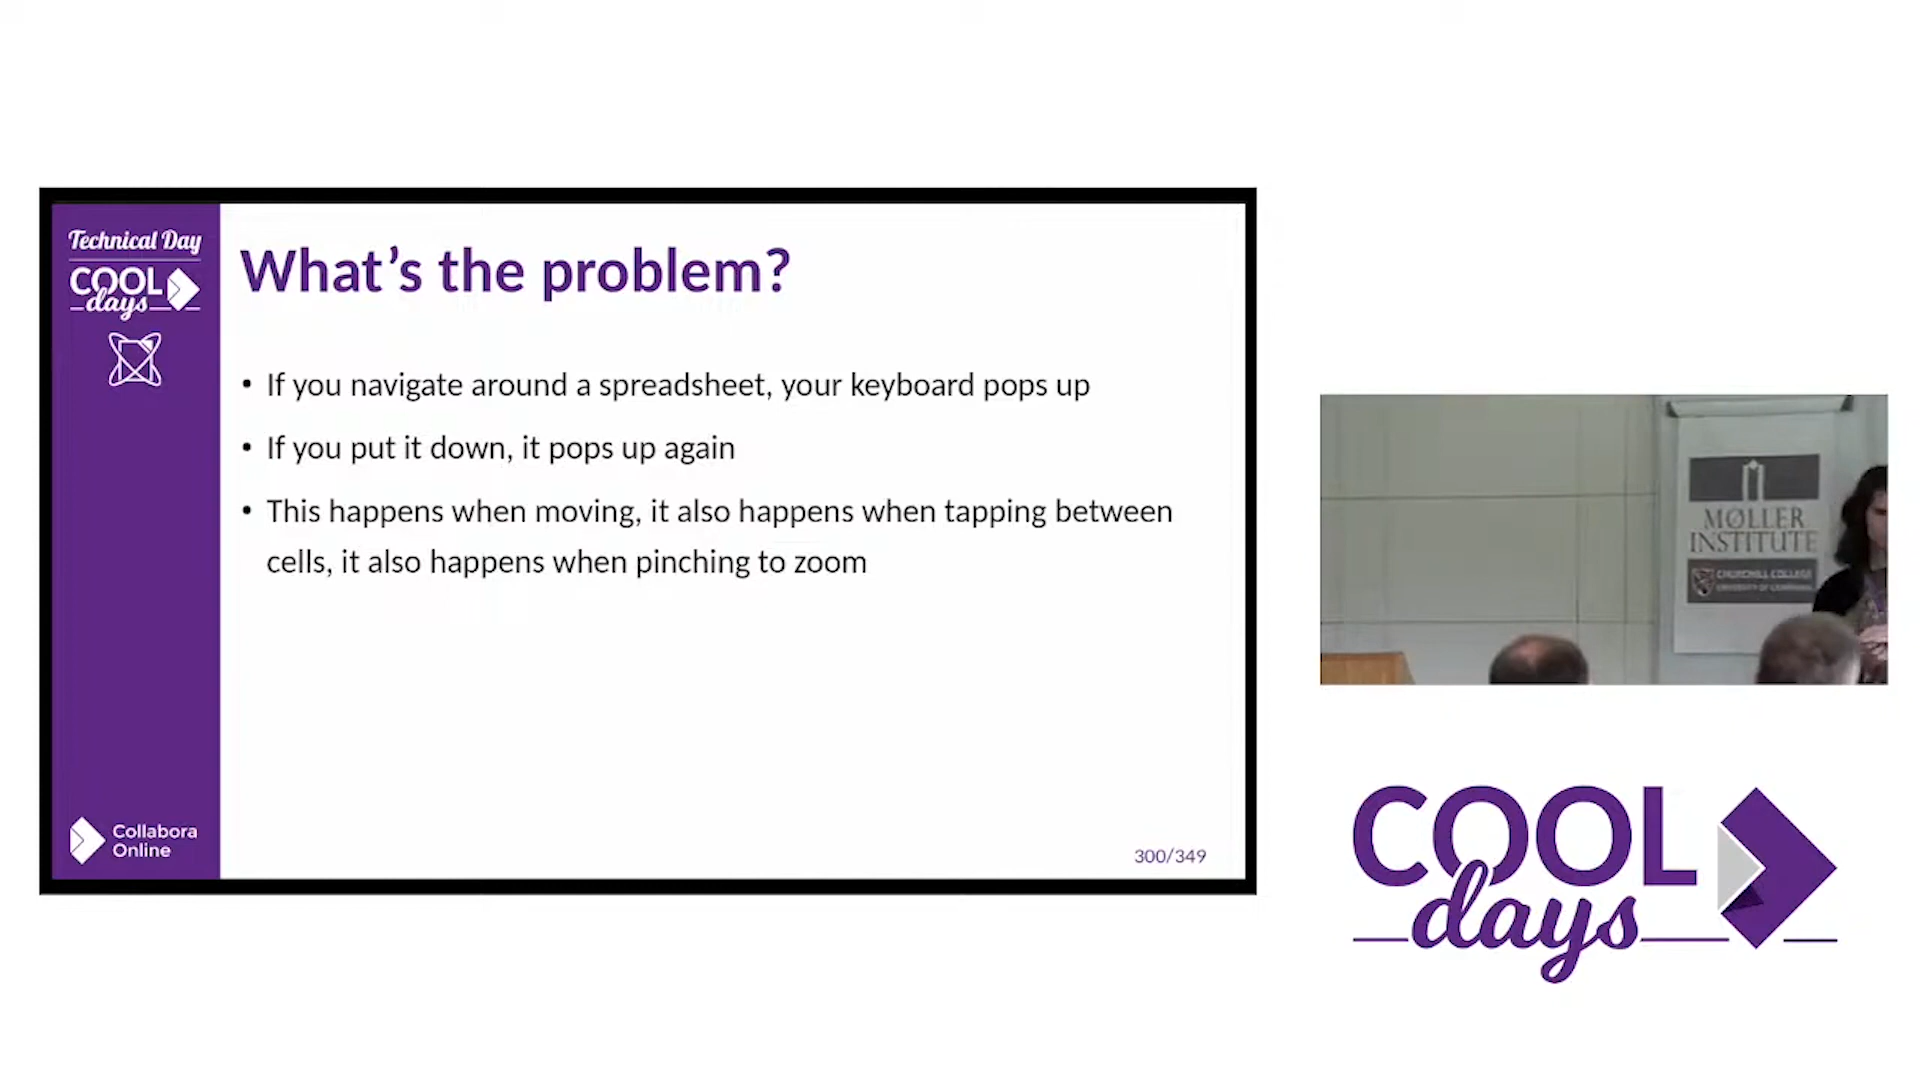 Technical Day
COOL
days
What's the problem?
• If you navigate around a spreadsheet, your keyboard pops up
• If you put it down, it pops up again
• This happens when moving, it also happens when tapping between
cells, it also happens when pinching to zoom
Collabora
Online
300/349
MØLLER
INSTITUTE
CHURCHILL COLLEGE
COOL
days